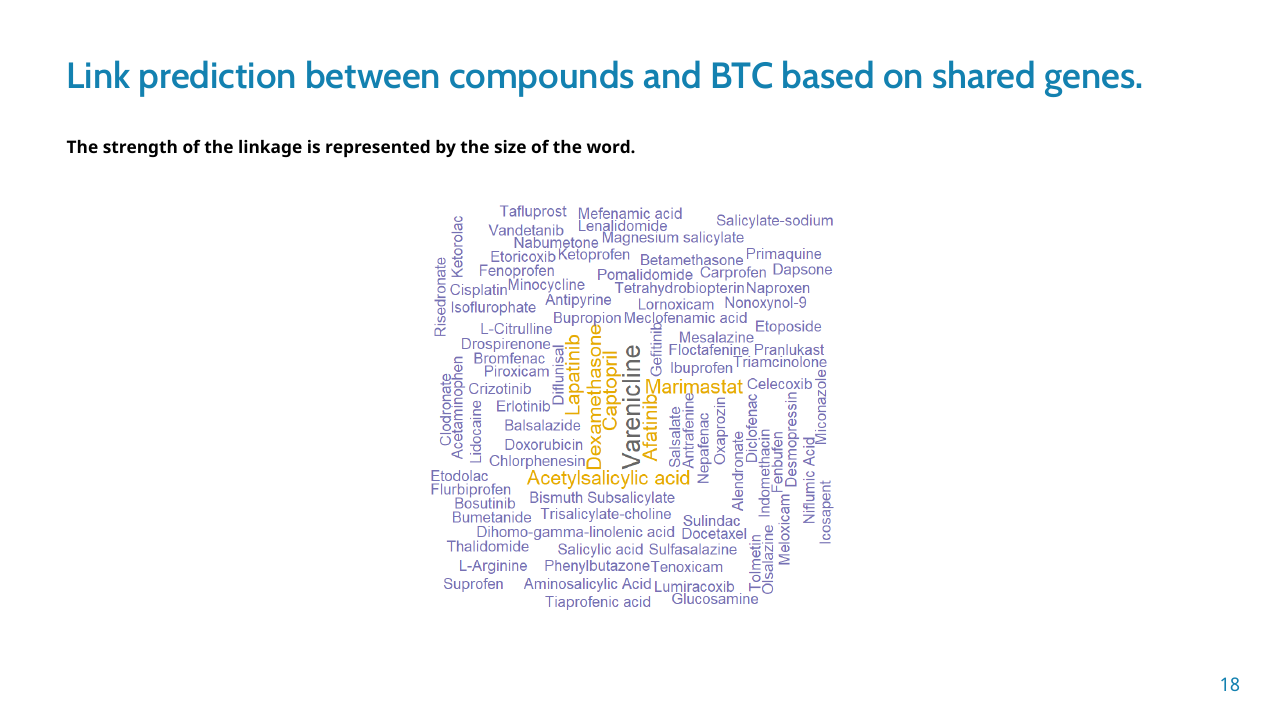 Link prediction between compounds and BTC based on shared genes.
The strength of the linkage is represented by the size of the word.
Tafluprost
Mefenamic acid
Salicylate-sodium
Vandetanib
Lenalidomide
Nabumetone
Magnesium salicylate
Ketorolac
Etoricoxib
Ketoprofen
Betamethasone
Primaquine
Fenoprofen
Pomalidomide
Carprofen
Dapsone
Risedronate
Cisplatin
Minocycline
Tetrahydrobiopterin
Naproxen
Isoflurophate
Antipyrine
Lornoxicam
Nonoxynol-9
Bupropion
Meclofenamic acid
L-Citrulline
Etoposide
Drospirenone
Mesalazine
Bromfenac
Gefitinib
Floctafenine
Pranlukast
Piroxicam
Diflunisal
Lapatinib
Dexamethasone
Captopril
Varenicline
Ibuprofen
Triamcinolone
Crizotinib
Marimastat
Celecoxib
Miconazole
Clodronate
Acetaminophen
Lidocaine
Erlotinib
Afatinib
Salsalate
Antrafenine
Nepafenac
Oxaprozin
Diclofenac
Desmopressin
Balsalazide
Doxorubicin
Alendronate
Indomethacin
Fenbufen
Niflumic Acid
Chlorphenesin
Etodolac
Acetylsalicylic acid
Flurbiprofen
Bismuth Subsalicylate
Meloxicam
Icosapent
Bosutinib
Bumetanide
Trisalicylate-choline
Sulindac
Dihomo-gamma-linolenic acid
Docetaxel
Thalidomide
Salicylic acid
Sulfasalazine
Tolmetin
Olsalazine
L-Arginine
Phenylbutazone
Tenoxicam
Suprofen
Aminosalicylic Acid
Lumiracoxib
Tiaprofenic acid
Glucosamine
18